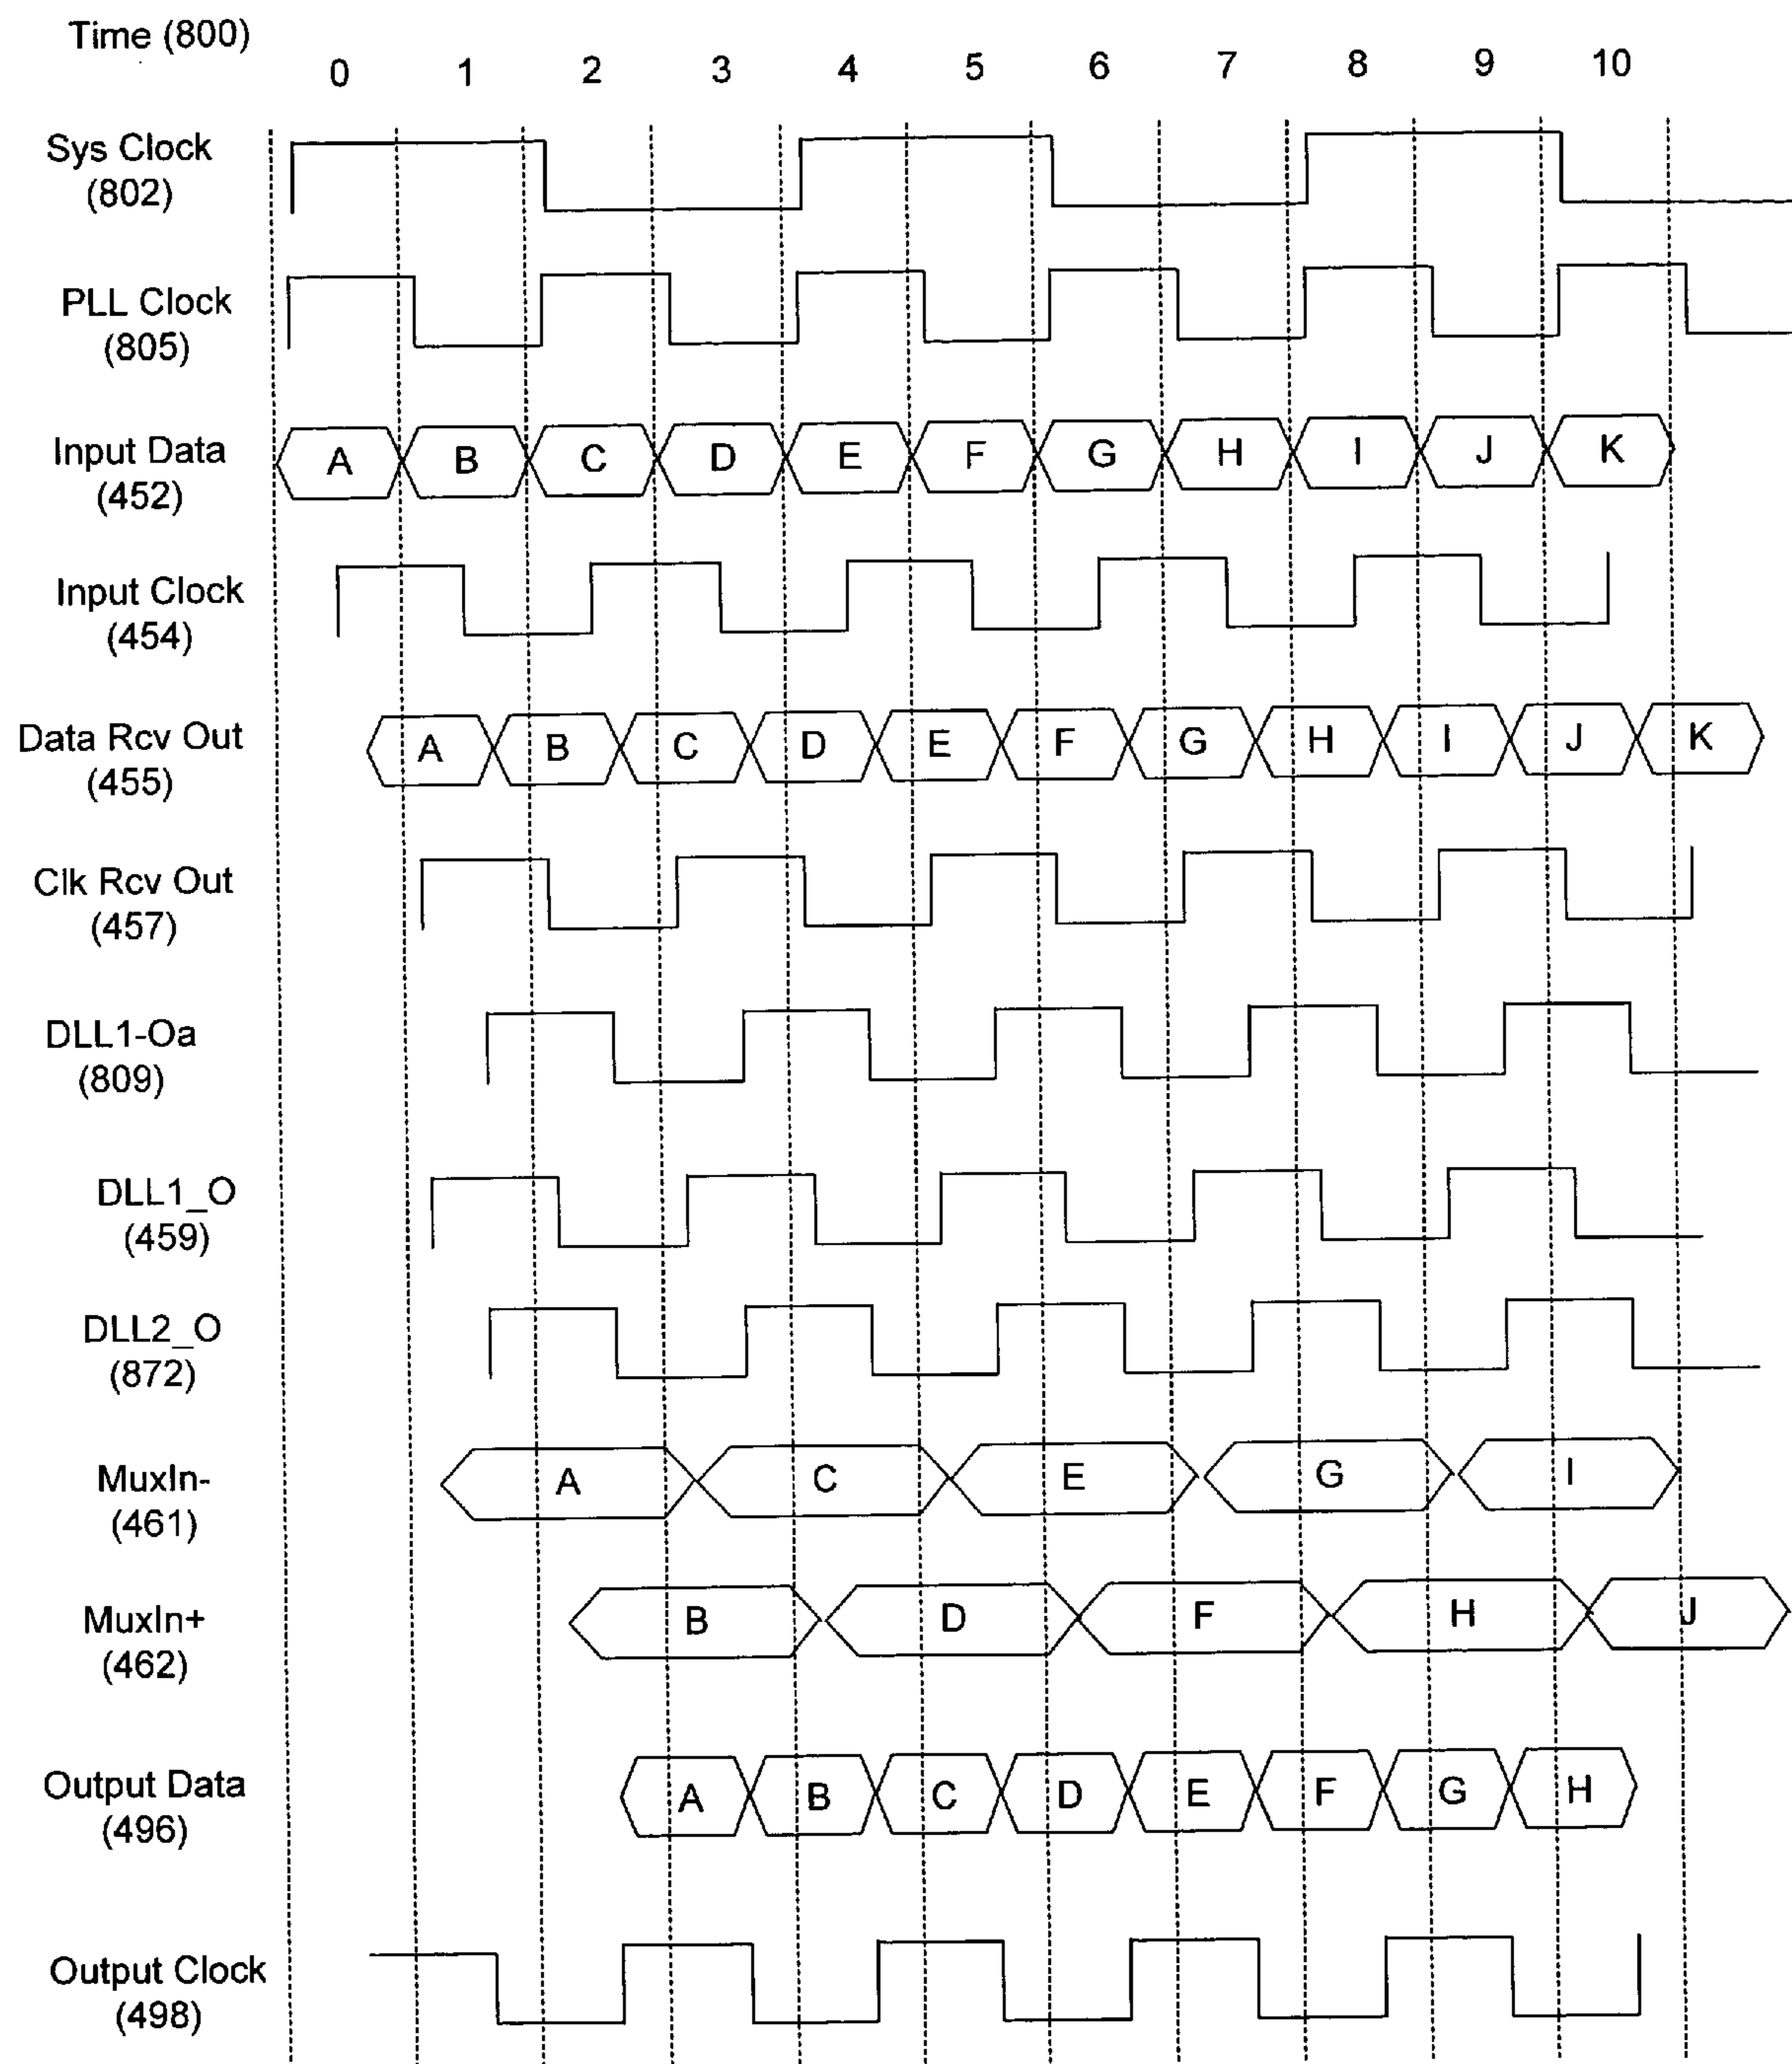 Time (800)
0 1 2 3 4 5 6 7 8 9 10
Sys Clock
(802)
PLL Clock
(805)
Input Data
(452)
A B C D E F G H I J K
Input Clock
(454)
Data Rcv Out
(455)
A B C D E F G H I J K
Clk Rcv Out
(457)
DLL1-Oa
(809)
DLL1_O
(459)
DLL2_O
(872)
MuxIn-
(461)
A C E G I
MuxIn+
(462)
B D F H J
Output Data
(496)
A B C D E F G H
Output Clock
(498)